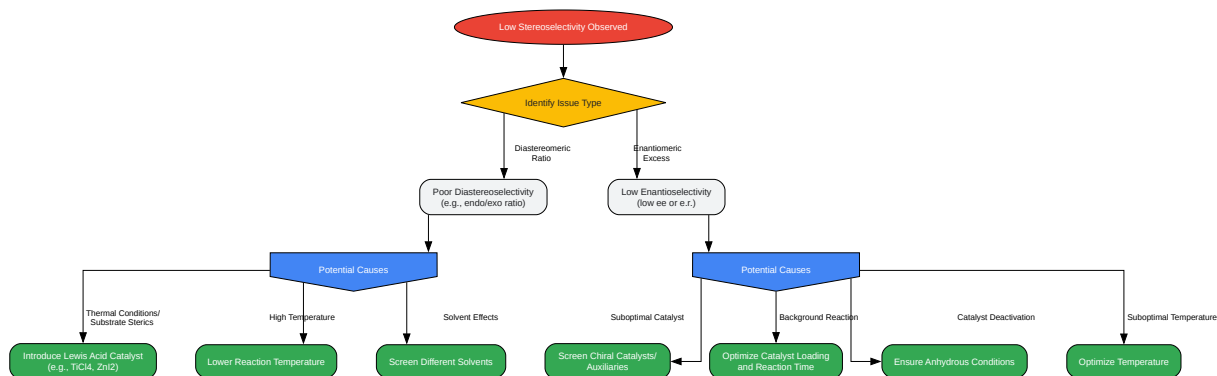 Low Stereoselectivity Observed
Identify Issue Type
Diastereomeric
Ratio
Enantiomeric
Excess
Poor Diastereoselectivity
(e.g., endo/exo ratio)
Low Enantioselectivity
(low ee or e.r.)
Potential Causes
Potential Causes
Thermal Conditions/
Substrate Sterics
High Temperature
Solvent Effects
Suboptimal Catalyst
Background Reaction
Catalyst Deactivation
Suboptimal Temperature
Introduce Lewis Acid Catalyst
(e.g., TiCl4, ZnI2)
Lower Reaction Temperature
Screen Different Solvents
Screen Chiral Catalysts/
Auxiliaries
Optimize Catalyst Loading
and Reaction Time
Ensure Anhydrous Conditions
Optimize Temperature